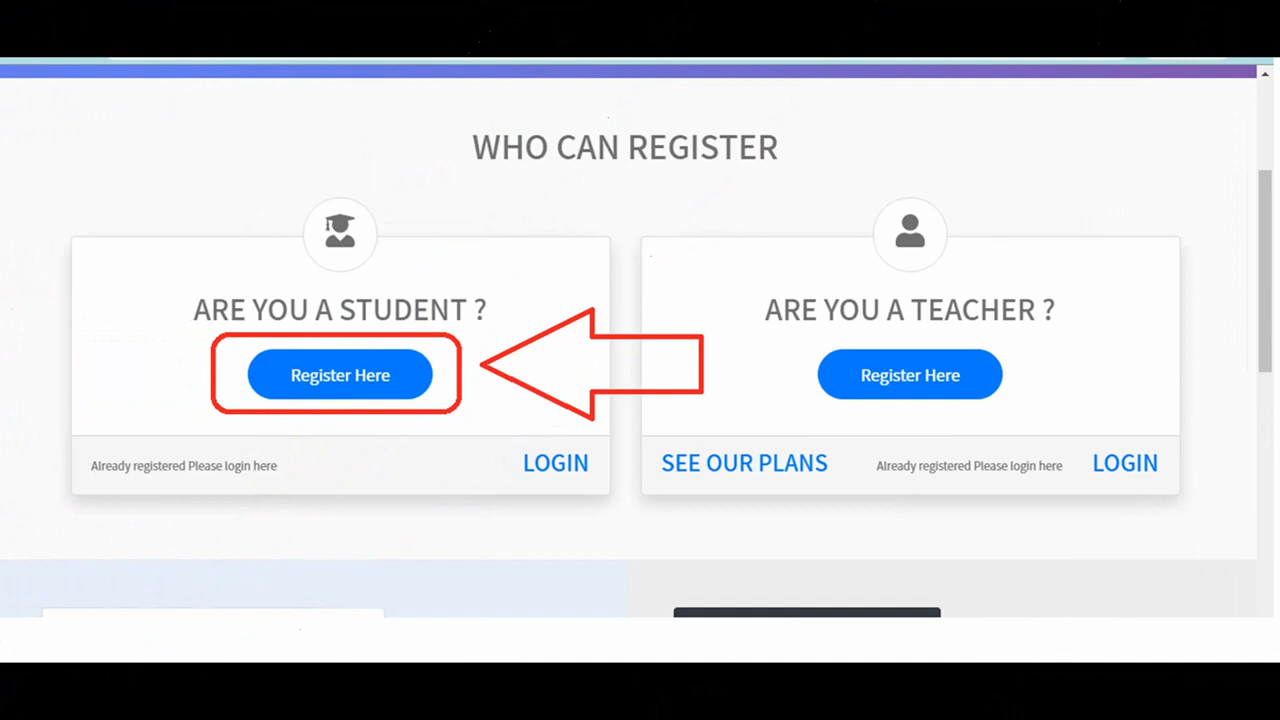 WHO CAN REGISTER
ARE YOU A STUDENT ?
Register Here
Already registered Please login here
LOGIN
ARE YOU A TEACHER ?
Register Here
SEE OUR PLANS
Already registered Please login here
LOGIN